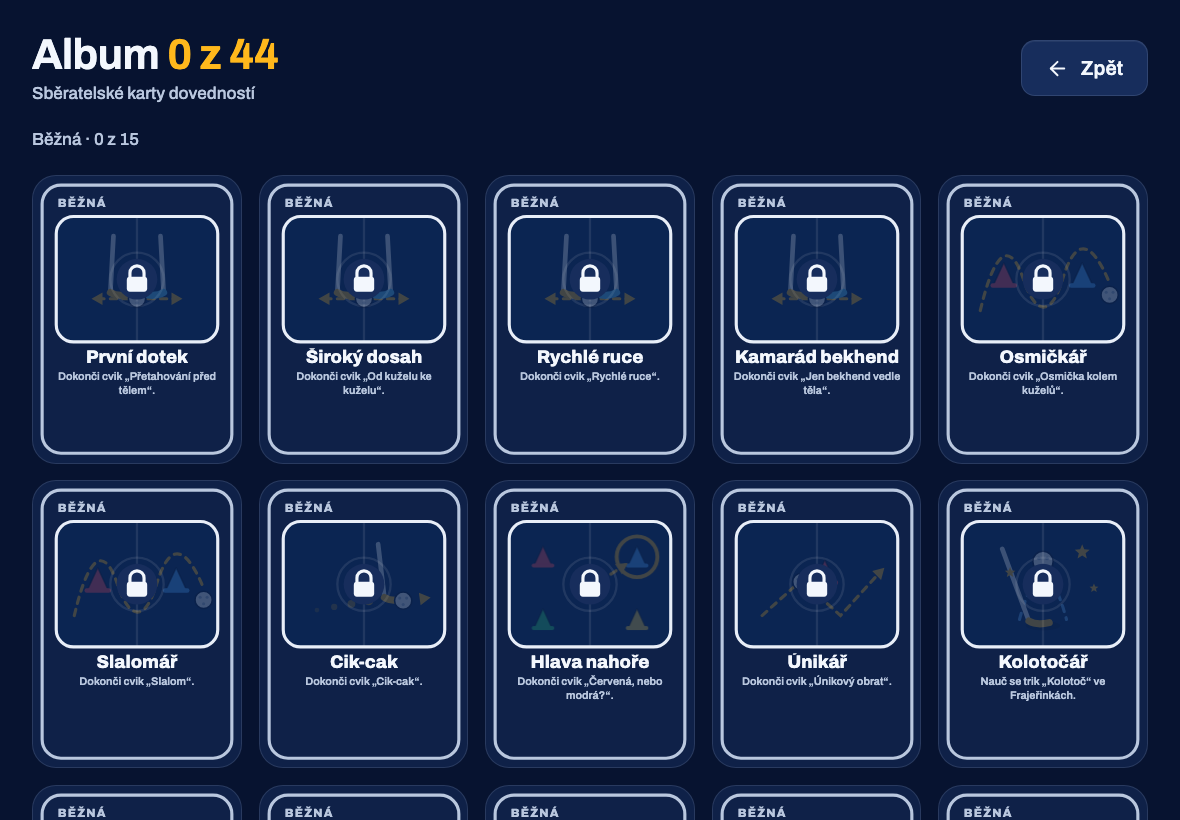 Album 0 z 44
Sběratelské karty dovedností
Zpět
Běžná · 0 z 15
BĚŽNÁ
První dotek
Dokonči cvik „Přetahování před
tělem“.
BĚŽNÁ
Široký dosah
Dokonči cvik „Od kuželu ke
kuželu“.
BĚŽNÁ
Rychlé ruce
Dokonči cvik „Rychlé ruce“.
BĚŽNÁ
Kamarád bekhend
Dokonči cvik „Jen bekhend vedle
těla“.
BĚŽNÁ
Osmičkář
Dokonči cvik „Osmička kolem
kuželů“.
BĚŽNÁ
Slalomář
Dokonči cvik „Slalom“.
BĚŽNÁ
Cik-cak
Dokonči cvik „Cik-cak“.
BĚŽNÁ
Hlava nahoře
Dokonči cvik „Červená, nebo
modrá?“.
BĚŽNÁ
Únikář
Dokonči cvik „Únikový obrat“.
BĚŽNÁ
Kolotočář
Nauč se trik „Kolotoč“ ve
Frajeřinkách.
BĚŽNÁ
BĚŽNÁ
BĚŽNÁ
BĚŽNÁ
BĚŽNÁ